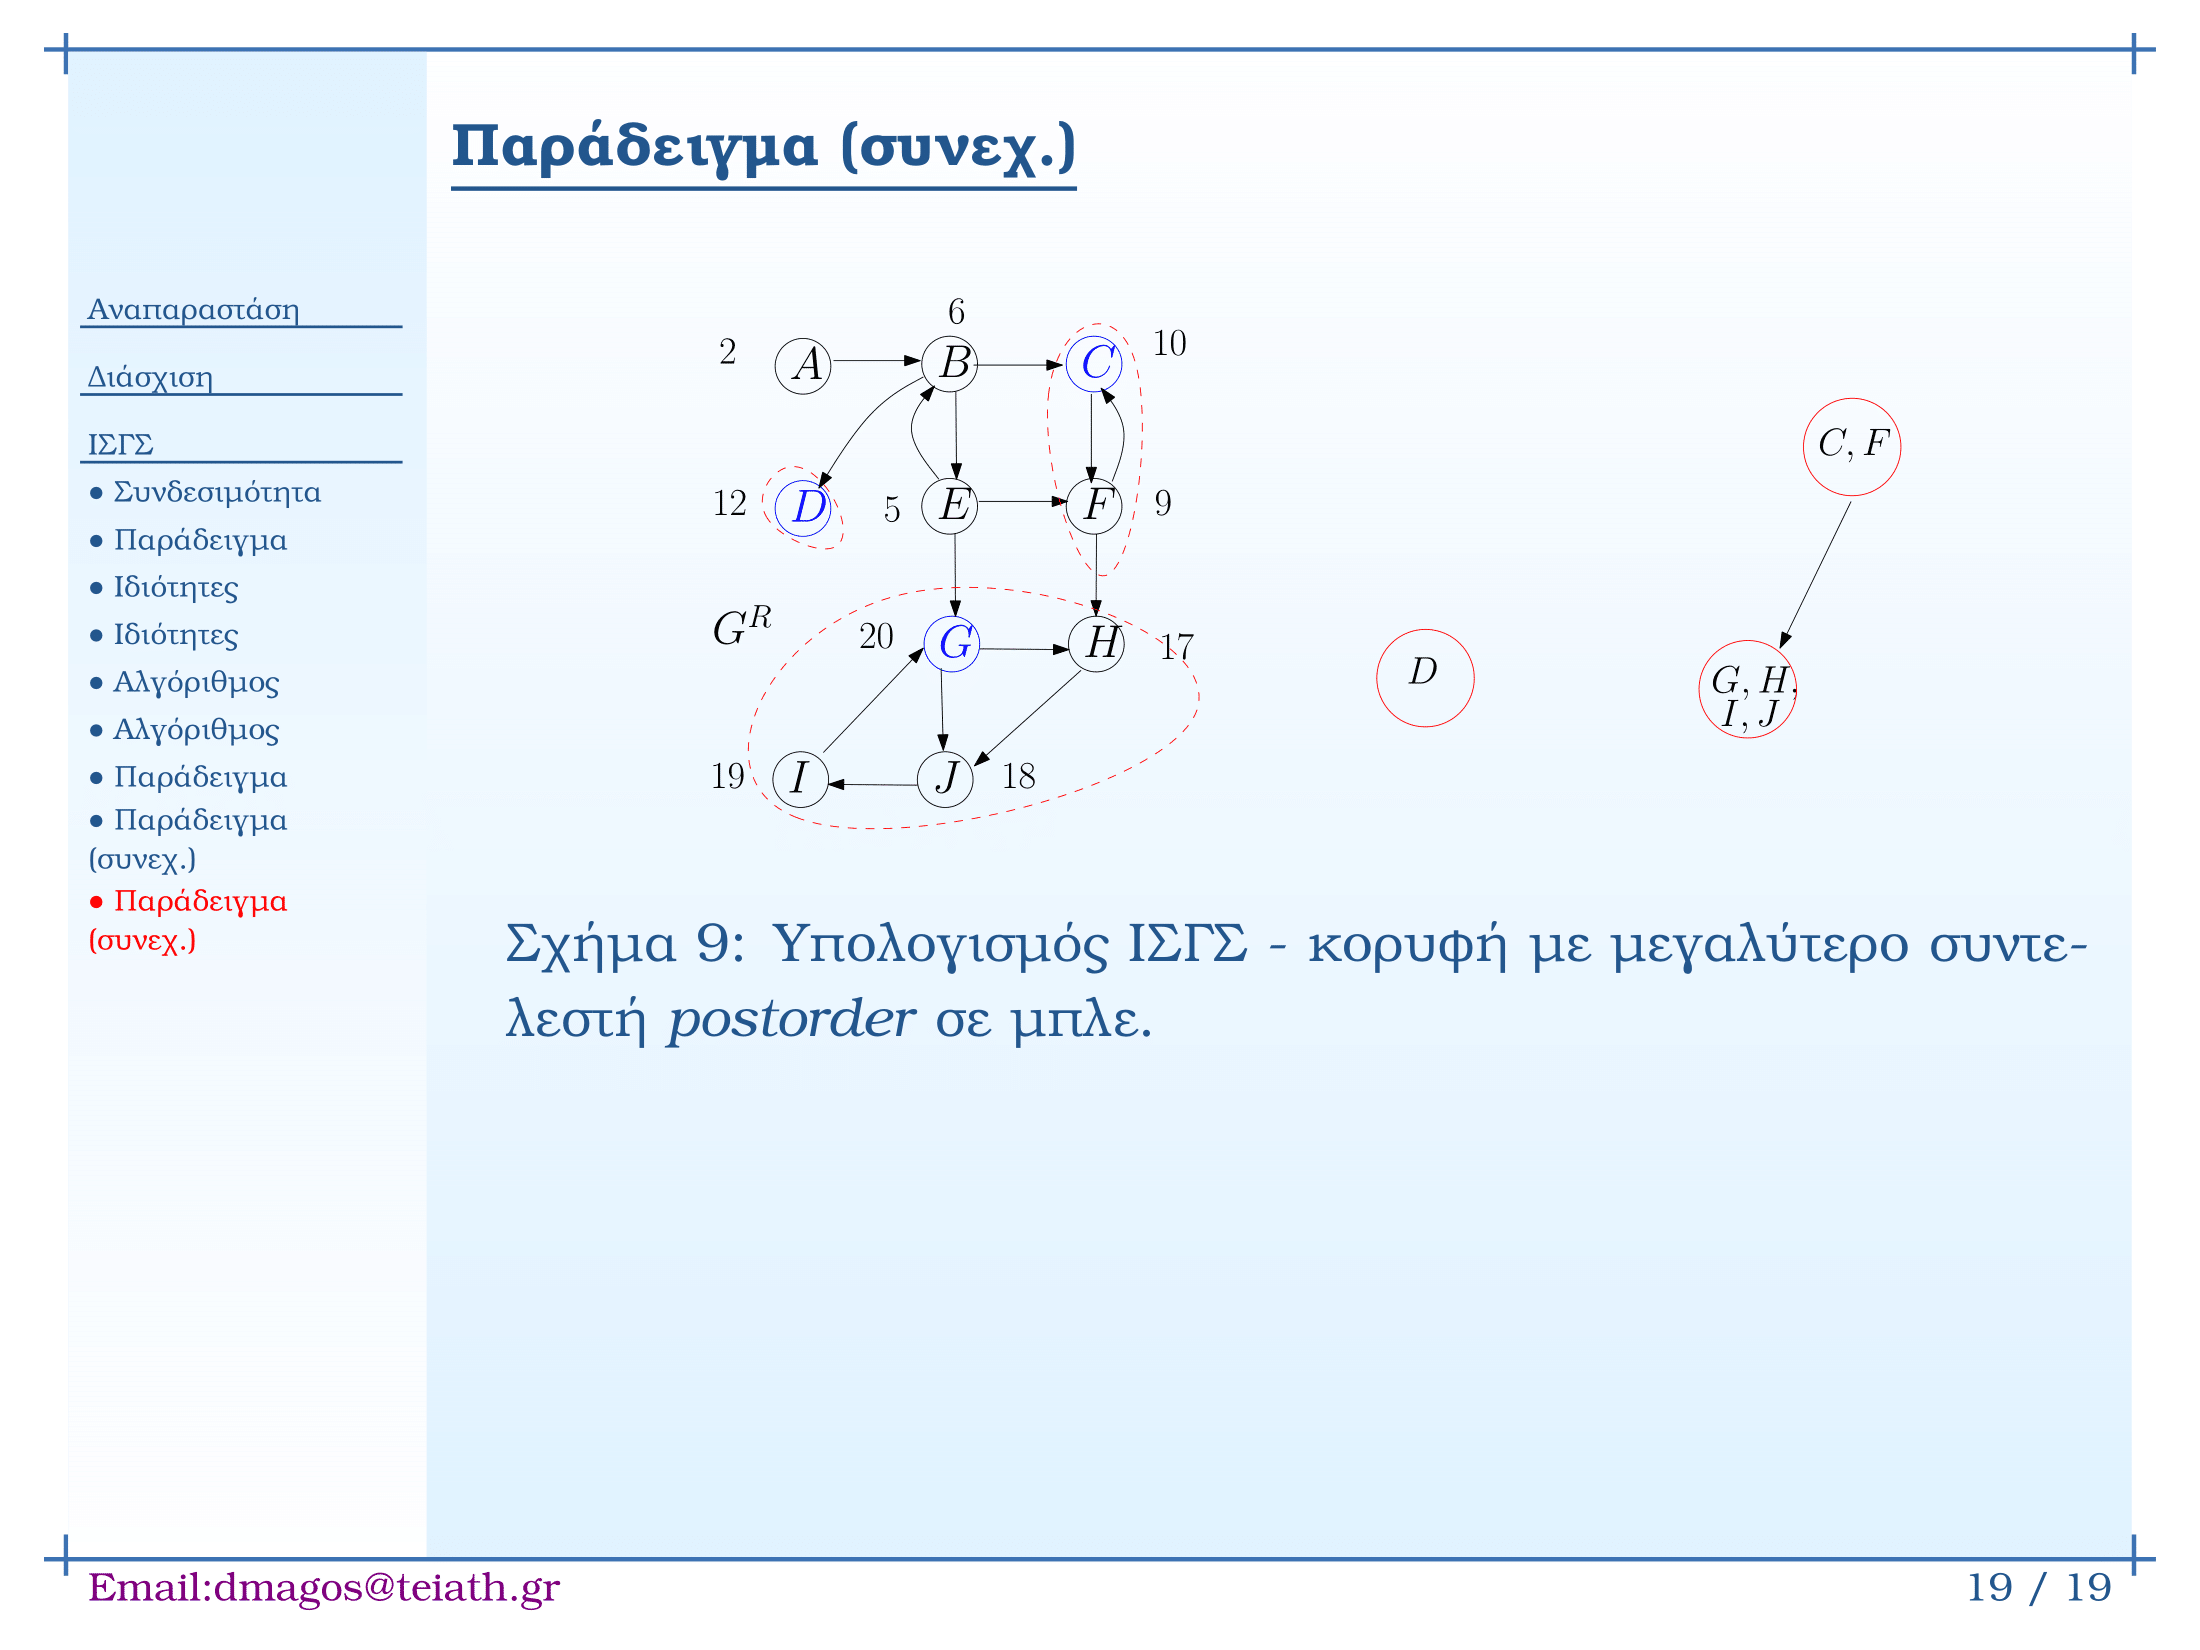 Παράδειγμα (συνεχ.)
Αναπαραστάση
Διάσχιση
ΙΣΓΣ
● Συνδεσιμότητα
● Παράδειγμα
● Ιδιότητες
● Ιδιότητες
● Αλγόριθμος
● Αλγόριθμος
● Παράδειγμα
● Παράδειγμα
(συνεχ.)
● Παράδειγμα
(συνεχ.)
6
2 A B C 10
12 D 5 E F 9
G^R
20 G H 17
19 I J 18
C, F
D
G, H,
I, J
Σχήμα 9: Υπολογισμός ΙΣΓΣ - κορυφή με μεγαλύτερο συντε-
λεστή postorder σε μπλε.
Email:dmagos@teiath.gr
19 / 19